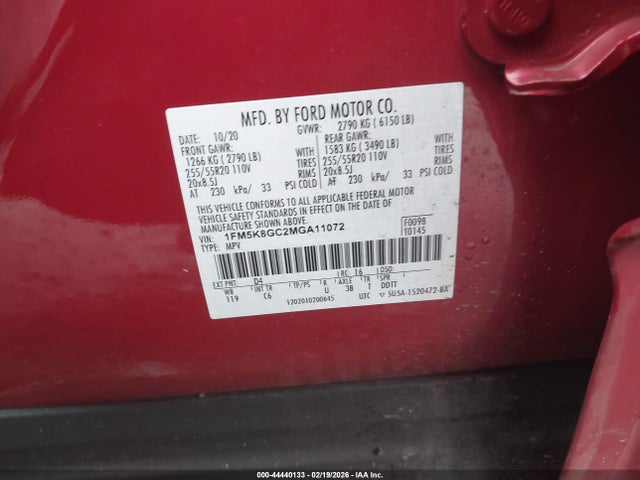 MFD. BY FORD MOTOR CO.
DATE: 10/20 GVWR: 2790 KG ( 6150 LB)
FRONT GAWR: WITH REAR GAWR: WITH
1266 KG ( 2790 LB) TIRES 1583 KG ( 3490 LB) TIRES
255/55R20 110V RIMS 255/55R20 110V RIMS
20x8.5J 20x8.5J
AT 230 kPa/ 33 PSI COLD AT 230 kPa/ 33 PSI COLD
THIS VEHICLE CONFORMS TO ALL APPLICABLE FEDERAL MOTOR
VEHICLE SAFETY STANDARDS IN EFFECT ON THE DATE OF
MANUFACTURE SHOWN ABOVE.
VIN: 1FM5K8GC2MGA11072 F0098
TYPE: MPV T0145
EXT PNT: D4 RC: 16 DSO:
WB INT TR TP/PS R AXLE TR SPR
119 C6 U 3B T DDTT
1202010200645 UTC 5U5A-1520472-BA
000-44440133 - 02/19/2026 - IAA, Inc.